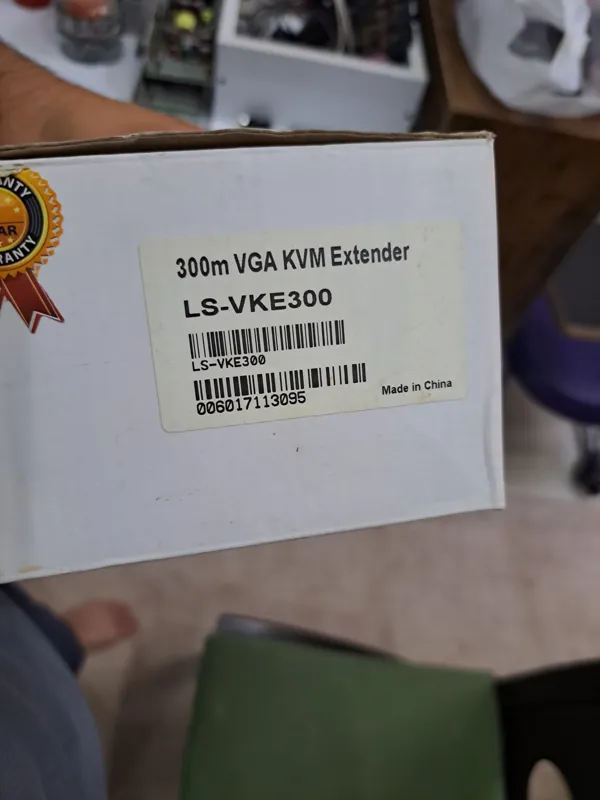 300m VGA KVM Extender
LS-VKE300
LS-VKE300
006017113095
Made in China